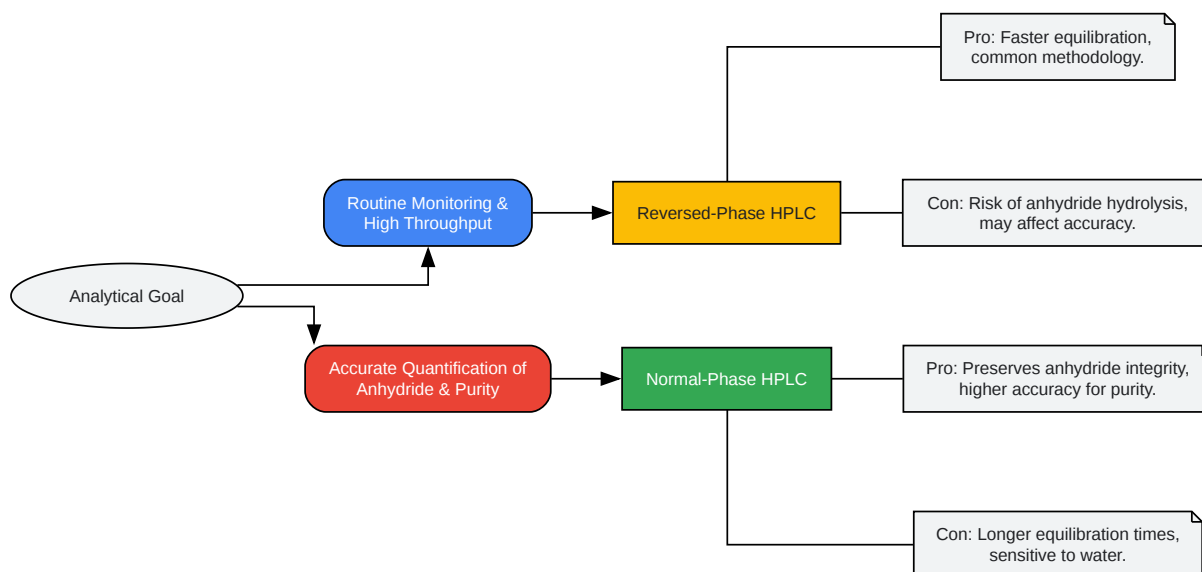 Pro: Faster equilibration,
common methodology.
Routine Monitoring &
High Throughput
Reversed-Phase HPLC
Con: Risk of anhydride hydrolysis,
may affect accuracy.
Analytical Goal
Accurate Quantification of
Anhydride & Purity
Normal-Phase HPLC
Pro: Preserves anhydride integrity,
higher accuracy for purity.
Con: Longer equilibration times,
sensitive to water.